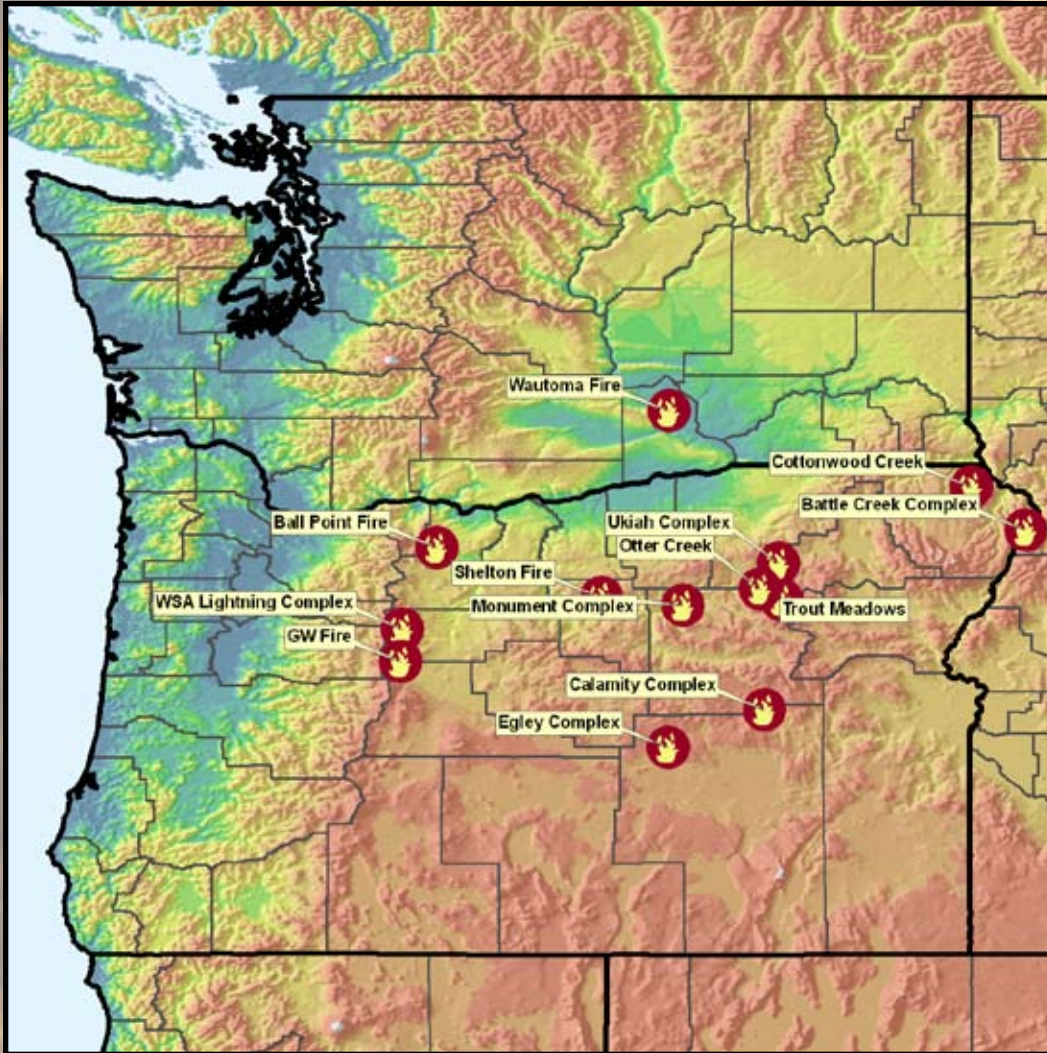 Wautoma Fire
Cottonwood Creek
Battle Creek Complex
Ball Point Fire
Ukiah Complex
Otter Creek
Shelton Fire
WSA Lightning Complex
Monument Complex
Trout Meadows
GW Fire
Calamity Complex
Egley Complex